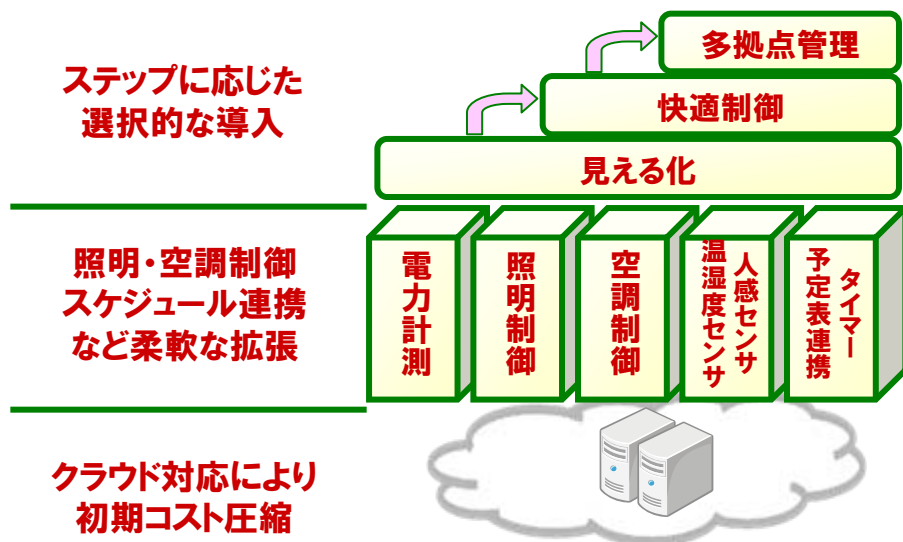 ステップに応じた
選択的な導入
多拠点管理
快適制御
見える化
照明・空調制御
スケジュール連携
など柔軟な拡張
電力計測
照明制御
空調制御
人感センサ
温湿度センサ
タイマー
予定表連携
クラウド対応により
初期コスト圧縮